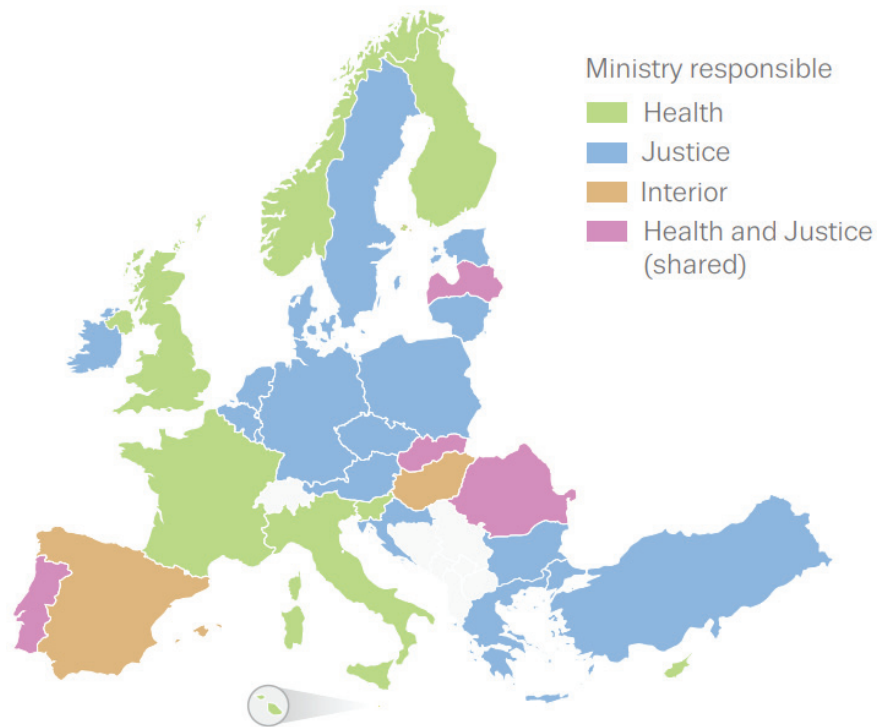 Ministry responsible
Health
Justice
Interior
Health and Justice
(shared)